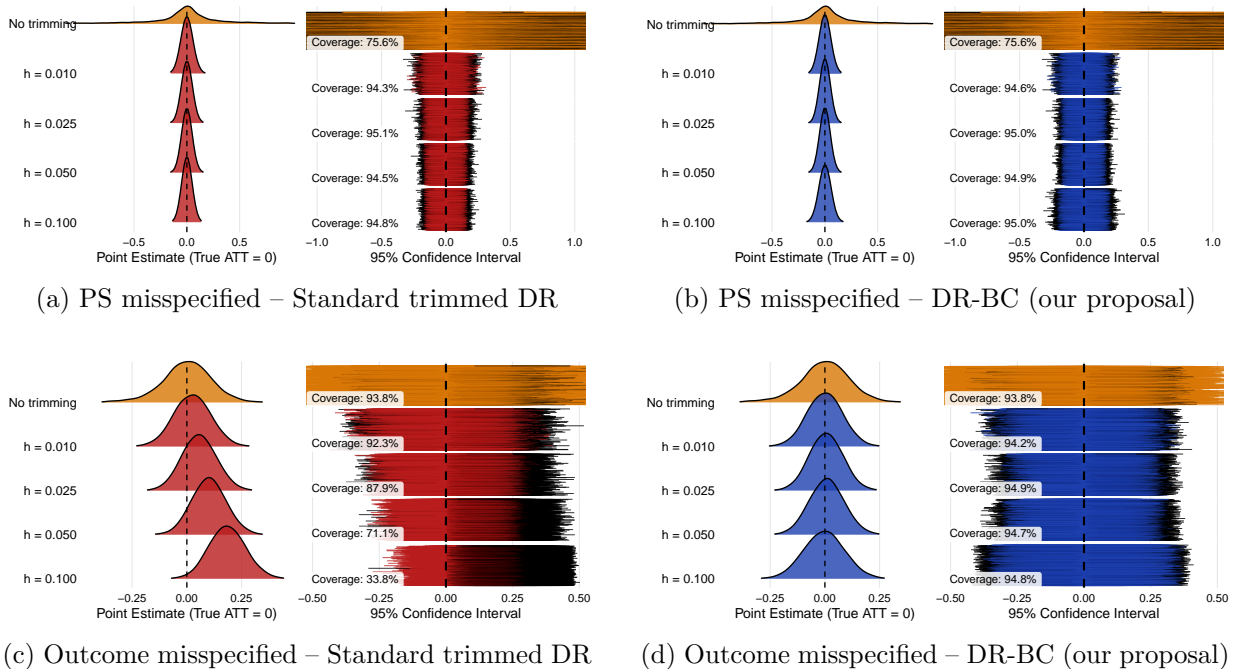 No trimming
h = 0.010
h = 0.025
h = 0.050
h = 0.100
Coverage: 75.6%
Coverage: 94.3%
Coverage: 95.1%
Coverage: 94.5%
Coverage: 94.8%
−0.5 0.0 0.5
Point Estimate (True ATT = 0)
−1.0 −0.5 0.0 0.5 1.0
95% Confidence Interval
(a) PS misspecified – Standard trimmed DR
No trimming
h = 0.010
h = 0.025
h = 0.050
h = 0.100
Coverage: 75.6%
Coverage: 94.6%
Coverage: 95.0%
Coverage: 94.9%
Coverage: 95.0%
−0.5 0.0 0.5
Point Estimate (True ATT = 0)
−1.0 −0.5 0.0 0.5 1.0
95% Confidence Interval
(b) PS misspecified – DR-BC (our proposal)
No trimming
h = 0.010
h = 0.025
h = 0.050
h = 0.100
Coverage: 93.8%
Coverage: 92.3%
Coverage: 87.9%
Coverage: 71.1%
Coverage: 33.8%
−0.25 0.00 0.25
Point Estimate (True ATT = 0)
−0.50 −0.25 0.00 0.25 0.50
95% Confidence Interval
(c) Outcome misspecified – Standard trimmed DR
No trimming
h = 0.010
h = 0.025
h = 0.050
h = 0.100
Coverage: 93.8%
Coverage: 94.2%
Coverage: 94.9%
Coverage: 94.7%
Coverage: 94.8%
−0.25 0.00 0.25
Point Estimate (True ATT = 0)
−0.50 −0.25 0.00 0.25 0.50
95% Confidence Interval
(d) Outcome misspecified – DR-BC (our proposal)